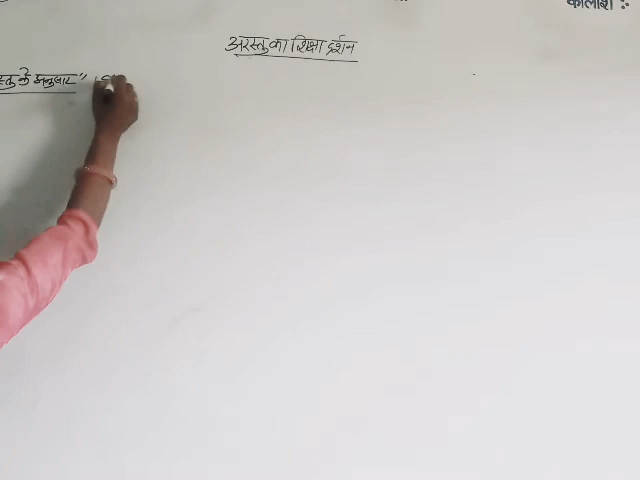 कालांश :-
अरस्तु का शिक्षा दर्शन
स्तु के अनुसार"